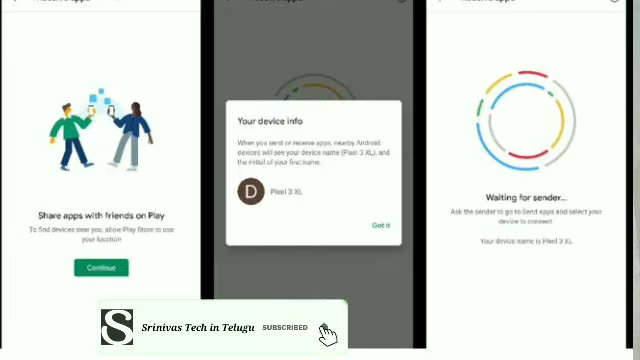 Share apps with friends on Play
To find devices near you, allow Play Store to use
your location
Continue
Your device info
When you send or receive apps, nearby Android
devices will see your device name (Pixel 3 XL), and
the initial of your first name.
D
Pixel 3 XL
Got it
Waiting for sender...
Ask the sender to go to Send apps and select your
device to connect
Your device name is Pixel 3 XL
S
Srinivas Tech in Telugu SUBSCRIBED